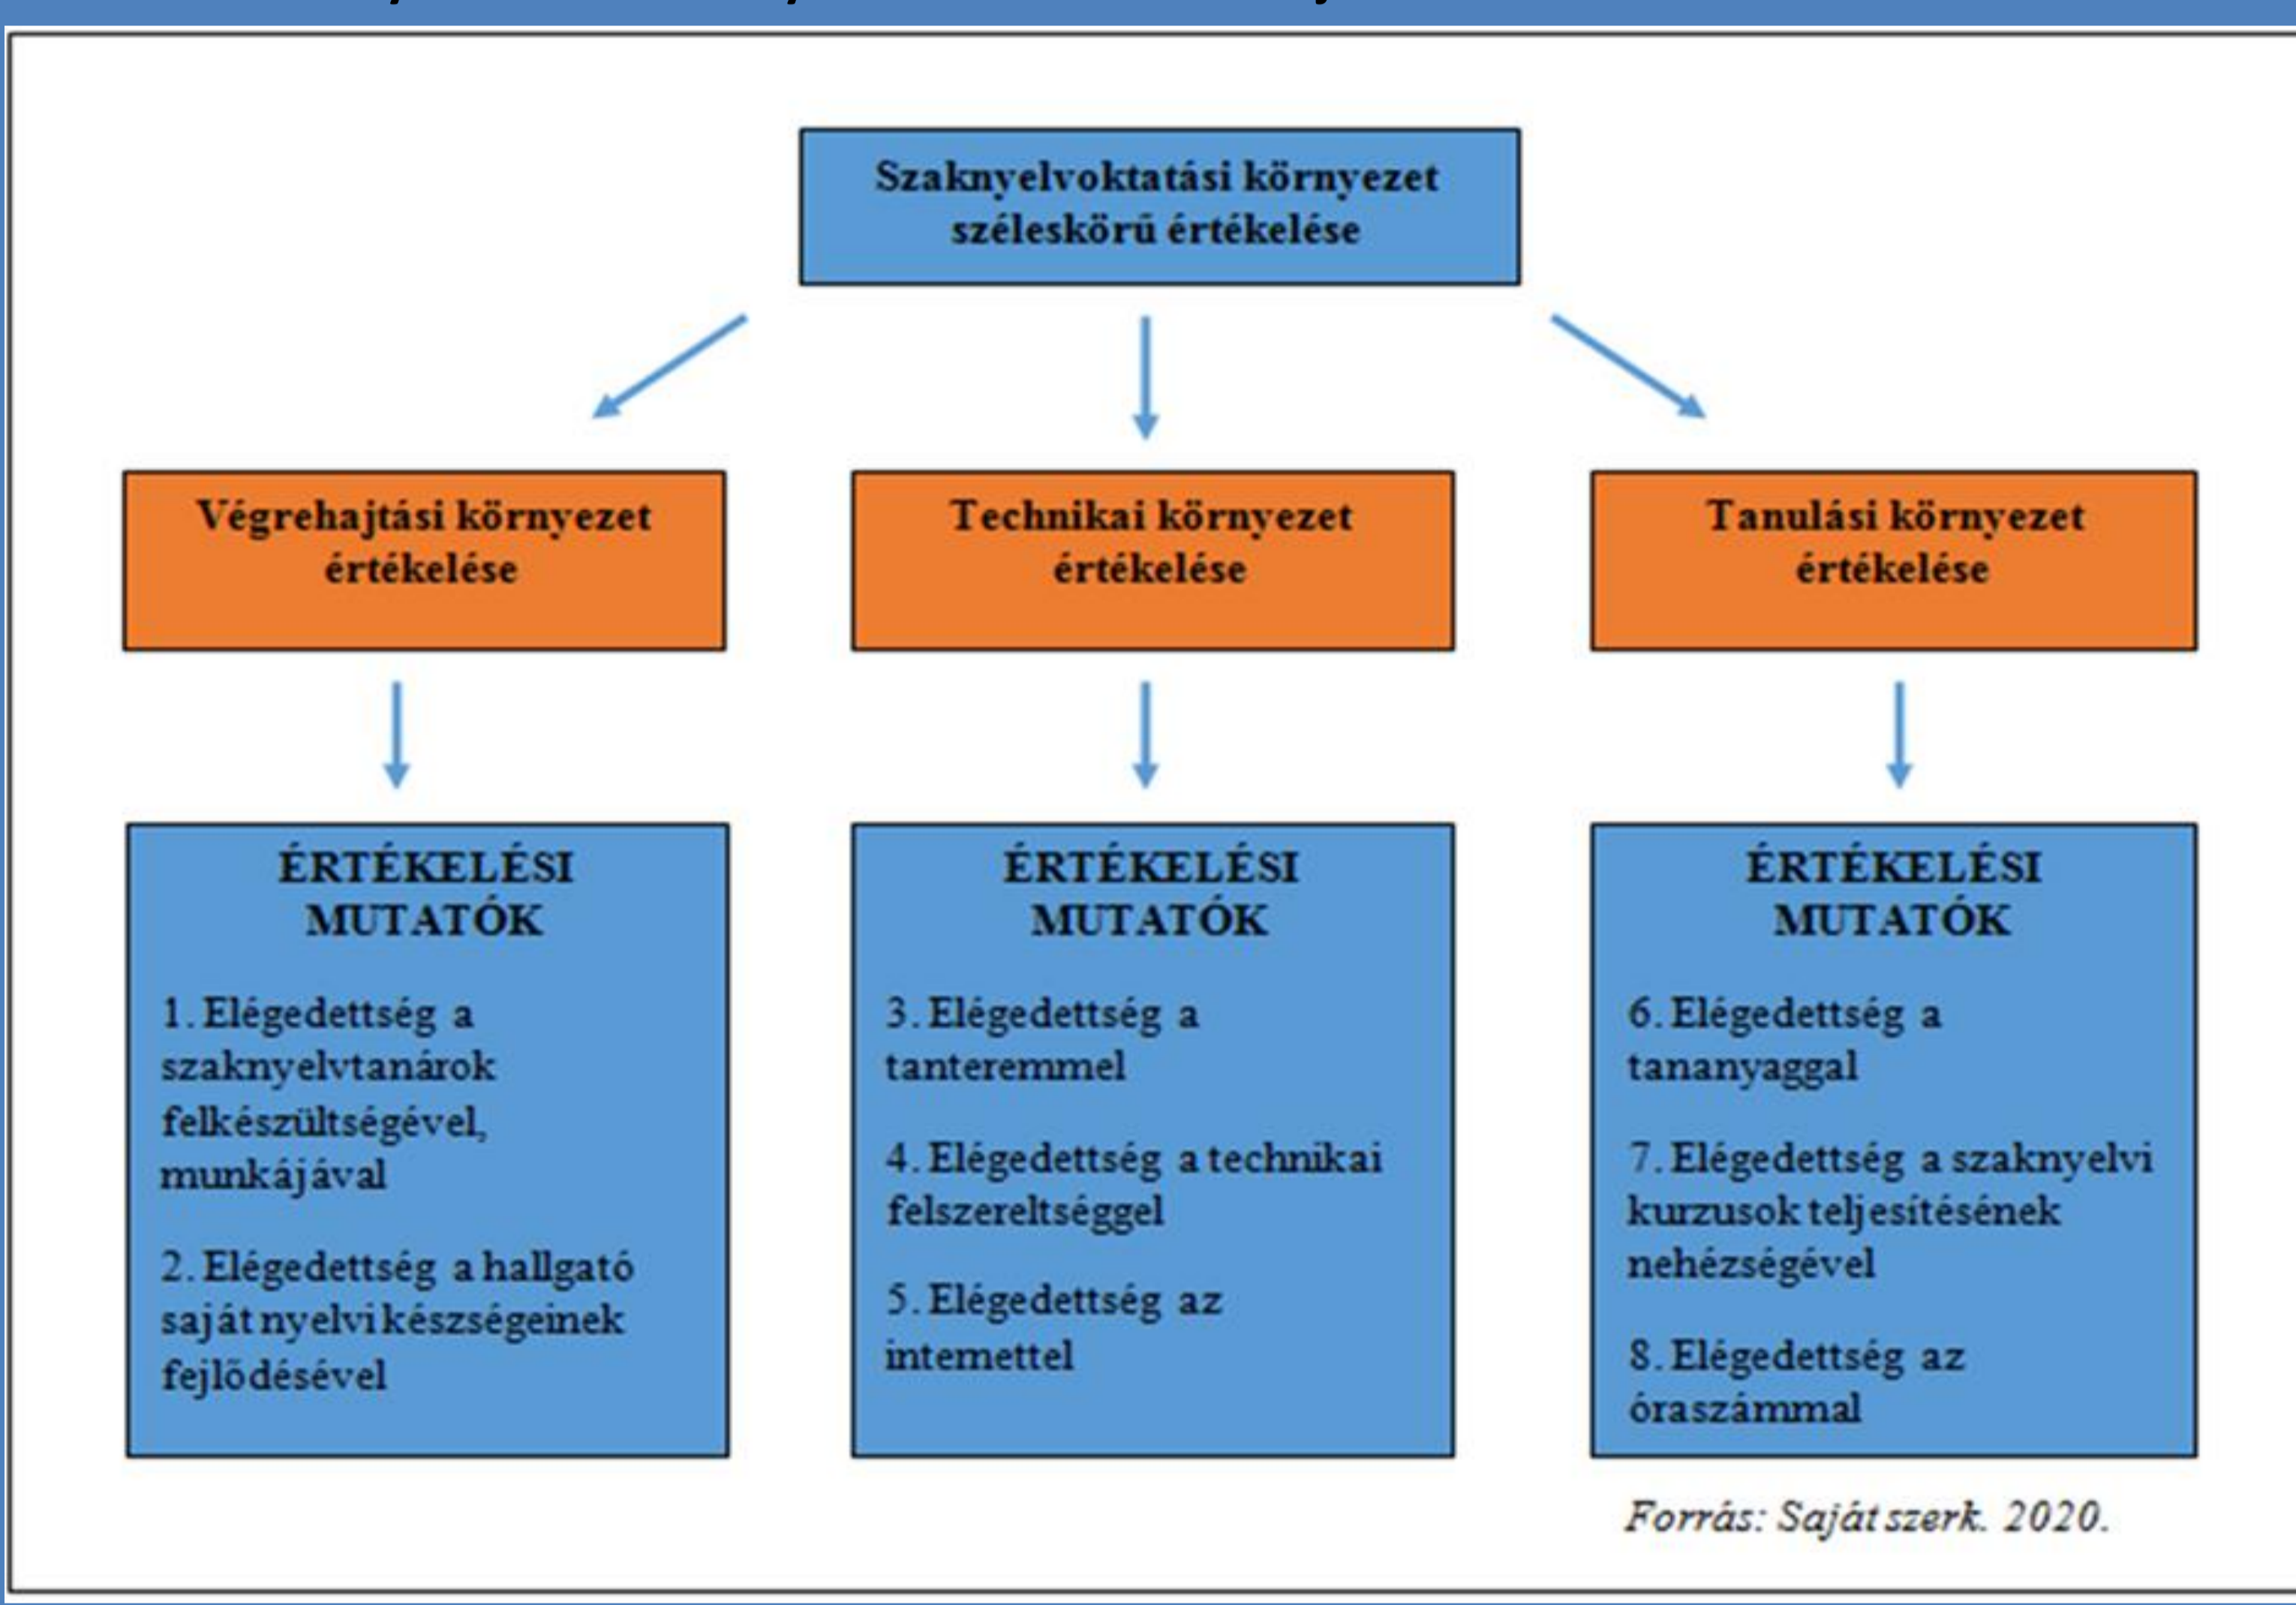 Szaknyelvoktatási környezet
széleskörű értékelése
Végrehajtási környezet
értékelése
Technikai környezet
értékelése
Tanulási környezet
értékelése
ÉRTÉKELÉSI
MUTATÓK
1. Elégedettség a
szaknyelvtanárok
felkészültségével,
munkájával
2. Elégedettség a hallgató
saját nyelvi készségeinek
fejlődésével
ÉRTÉKELÉSI
MUTATÓK
3. Elégedettség a
tanteremmel
4. Elégedettség a technikai
felszereltséggel
5. Elégedettség az
internettel
ÉRTÉKELÉSI
MUTATÓK
6. Elégedettség a
tananyaggal
7. Elégedettség a szaknyelvi
kurzusok teljesítésének
nehézségével
8. Elégedettség az
óraszámmal
Forrás: Saját szerk. 2020.